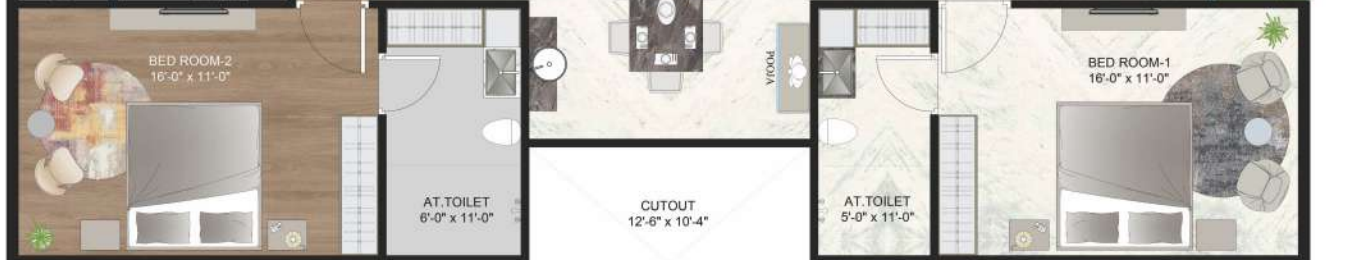 BED ROOM-2
16'-0" x 11'-0"
AT.TOILET
6'-0" x 11'-0"
POOJA
CUTOUT
12'-6" x 10'-4"
AT.TOILET
5'-0" x 11'-0"
BED ROOM-1
16'-0" x 11'-0"